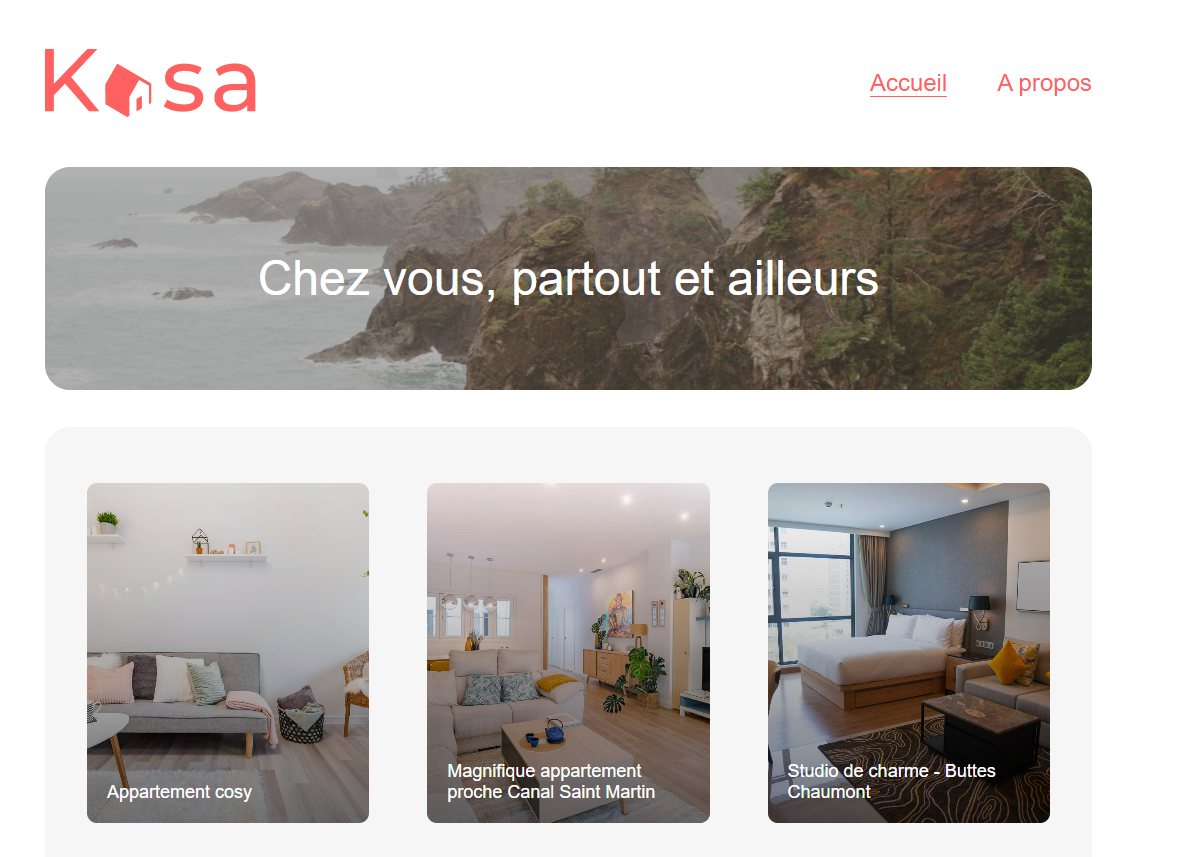 Kasa
Accueil
A propos
Chez vous, partout et ailleurs
Appartement cosy
Magnifique appartement
proche Canal Saint Martin
Studio de charme - Buttes
Chaumont